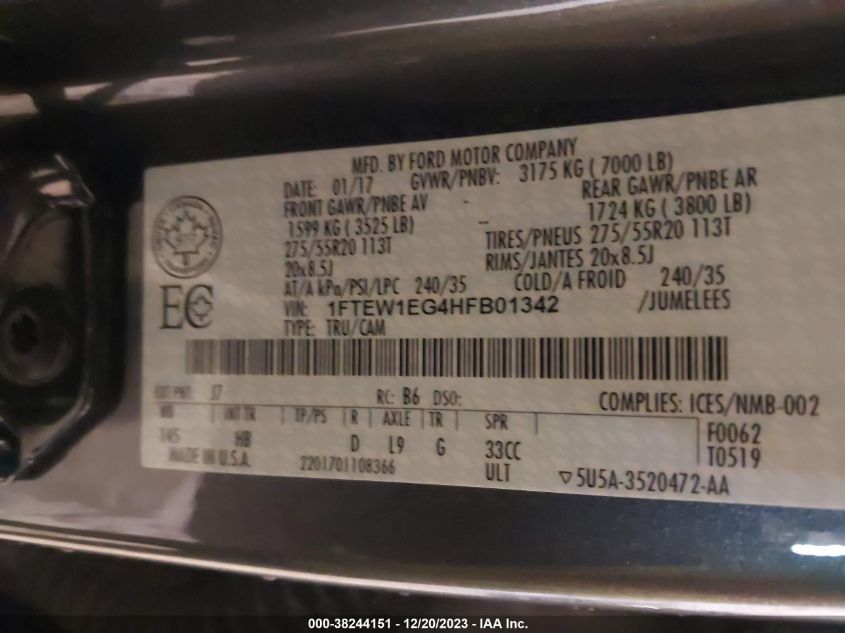 MFD. BY FORD MOTOR COMPANY
DATE: 01/17 GVWR/PNBV: 3175 KG ( 7000 LB)
FRONT GAWR/PNBE AV - REAR GAWR/PNBE AR
1599 KG ( 3525 LB) -- 1724 KG ( 3800 LB)
275/55R20 113T TIRES/PNEUS 275/55R20 113T
20x8.5J RIMS/JANTES 20x8.5J
AT/A kPa/PSI/LPC 240/35 COLD/A FROID 240/35
VIN: 1FTEW1EG4HFB01342 /JUMELEES
TYPE: TRU/CAM
EC
EXT PNT: J7 RC: B6 DSO: COMPLIES: ICES/NMB-002
WB INT TR TP/PS R AXLE TR SPR F0062
145 HB D L9 G 33CC T0519
MADE IN U.S.A. 2201701108366 ULT ▽5U5A-3520472-AA
000-38244151 — 12/20/2023 - IAA Inc.